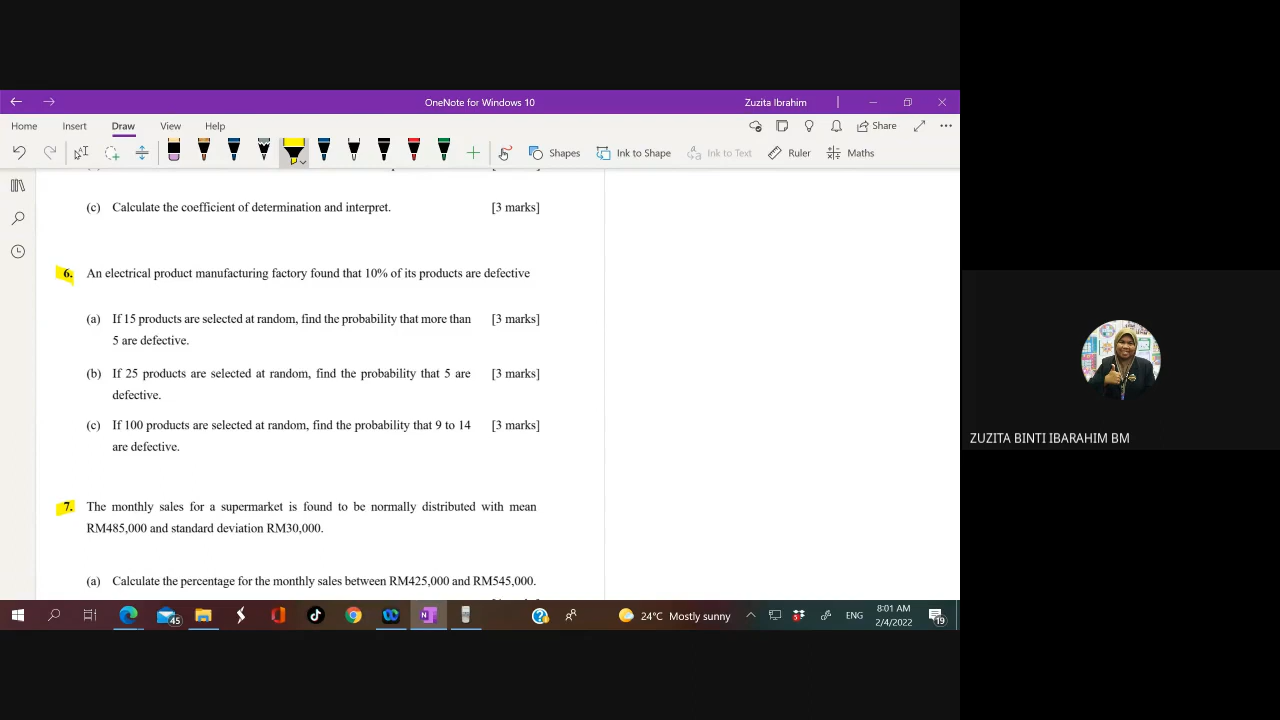 OneNote for Windows 10
Zuzita Ibrahim
Home Insert Draw View Help
Share
Shapes Ink to Shape Ink to Text Ruler Maths
(c) Calculate the coefficient of determination and interpret. [3 marks]
6. An electrical product manufacturing factory found that 10% of its products are defective
(a) If 15 products are selected at random, find the probability that more than [3 marks]
5 are defective.
(b) If 25 products are selected at random, find the probability that 5 are [3 marks]
defective.
(c) If 100 products are selected at random, find the probability that 9 to 14 [3 marks]
are defective.
7. The monthly sales for a supermarket is found to be normally distributed with mean
RM485,000 and standard deviation RM30,000.
(a) Calculate the percentage for the monthly sales between RM425,000 and RM545,000.
ZUZITA BINTI IBARAHIM BM
45
24°C Mostly sunny
ENG
8:01 AM
2/4/2022
19